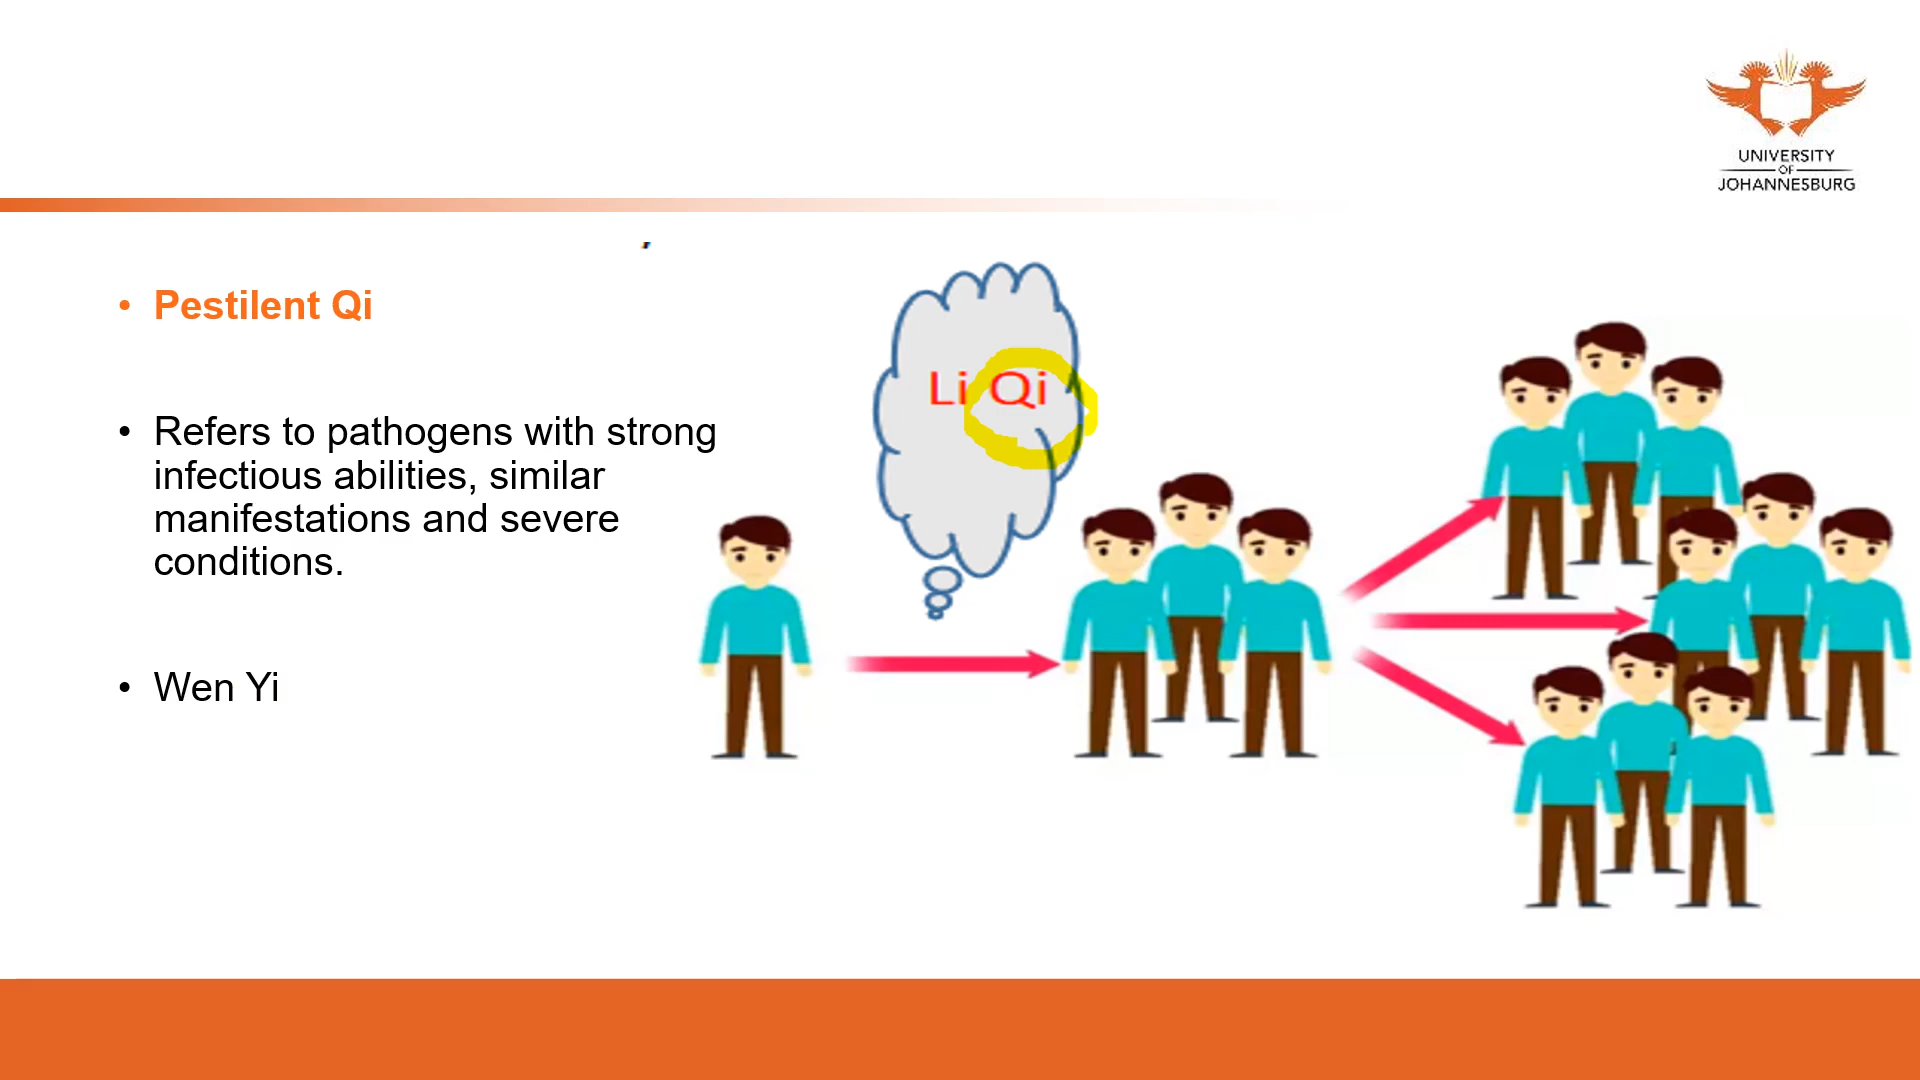 UNIVERSITY
OF
JOHANNESBURG
• Pestilent Qi
• Refers to pathogens with strong
infectious abilities, similar
manifestations and severe
conditions.
• Wen Yi
Li Qi